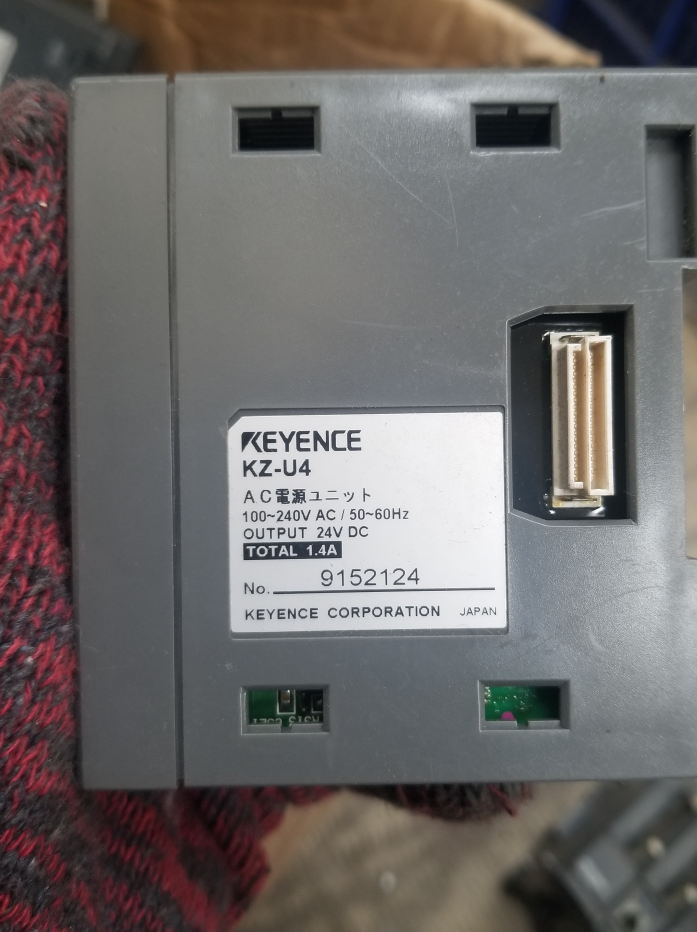 KEYENCE
KZ-U4
AC電源ユニット
100~240V AC / 50~60Hz
OUTPUT 24V DC
TOTAL 1.4A
No. 9152124
KEYENCE CORPORATION JAPAN